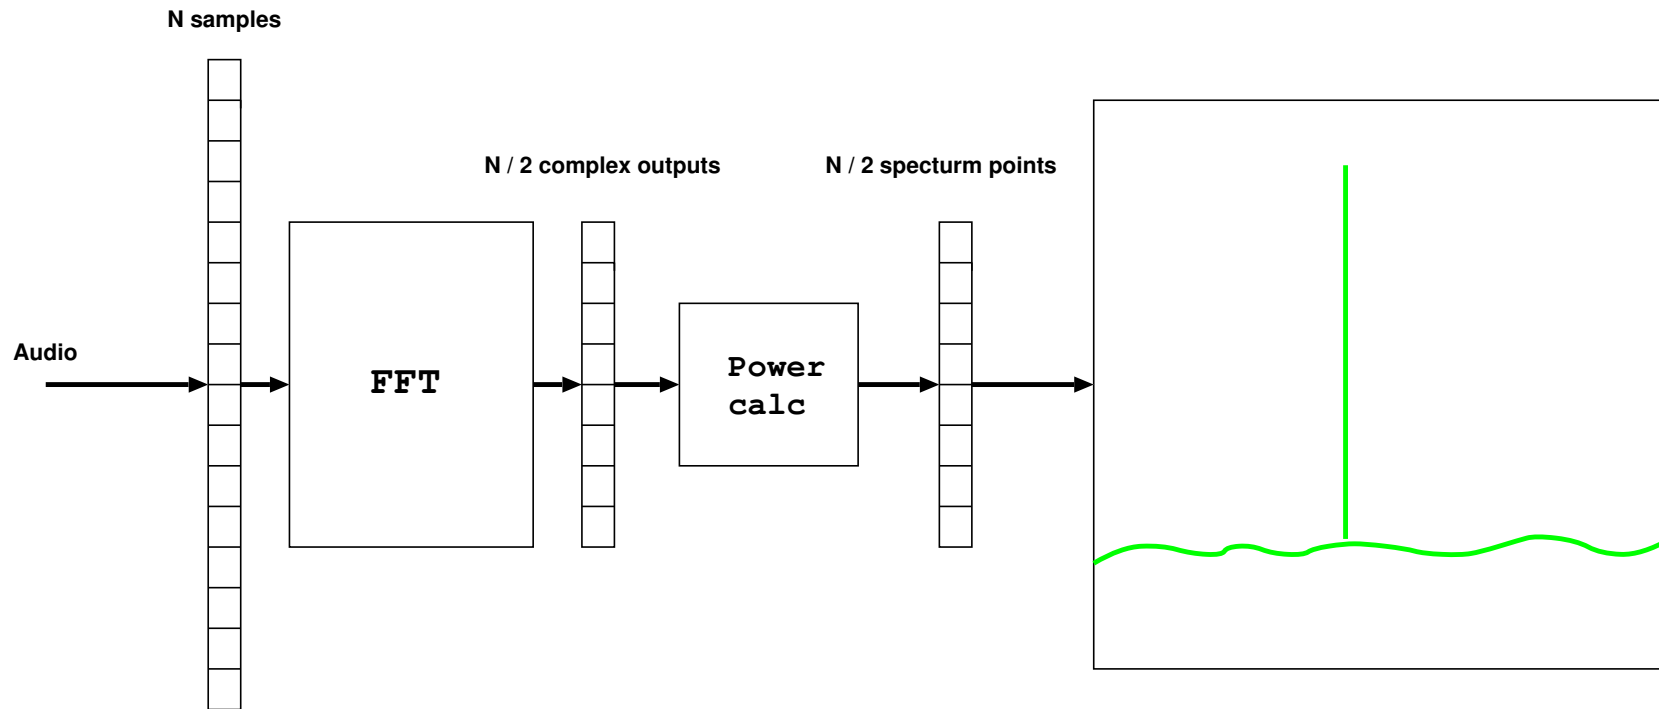 N samples
N / 2 complex outputs
N / 2 specturm points
Audio
FFT
Power
calc